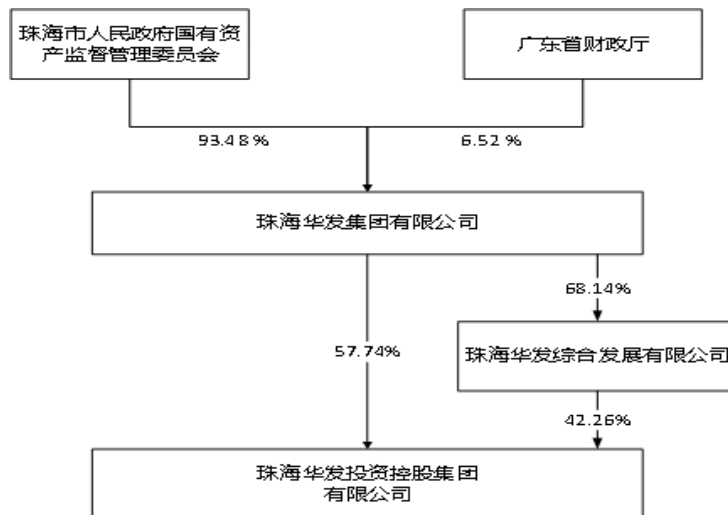 珠海市人民政府国有资
产监督管理委员会
广东省财政厅
93.48%
6.52%
珠海华发集团有限公司
68.14%
57.74%
珠海华发综合发展有限公司
42.26%
珠海华发投资控股集团
有限公司